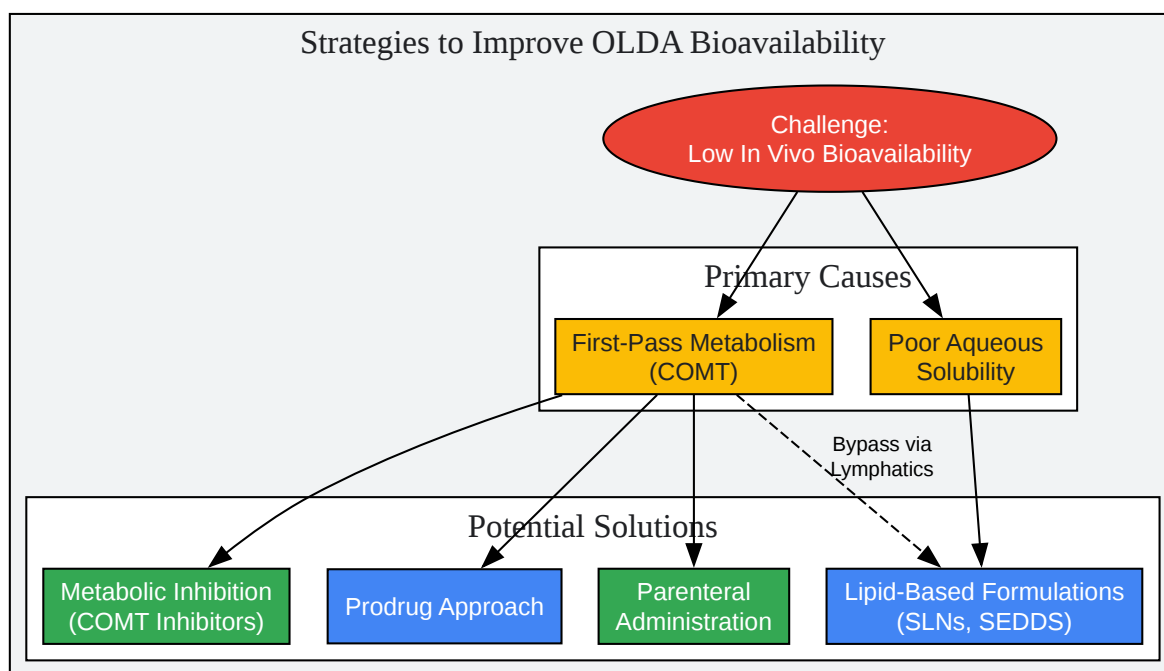 Strategies to Improve OLDA Bioavailability
Challenge:
Low In Vivo Bioavailability
Primary Causes
First-Pass Metabolism
(COMT)
Poor Aqueous
Solubility
Bypass via
Lymphatics
Potential Solutions
Metabolic Inhibition
(COMT Inhibitors)
Prodrug Approach
Parenteral
Administration
Lipid-Based Formulations
(SLNs, SEDDS)